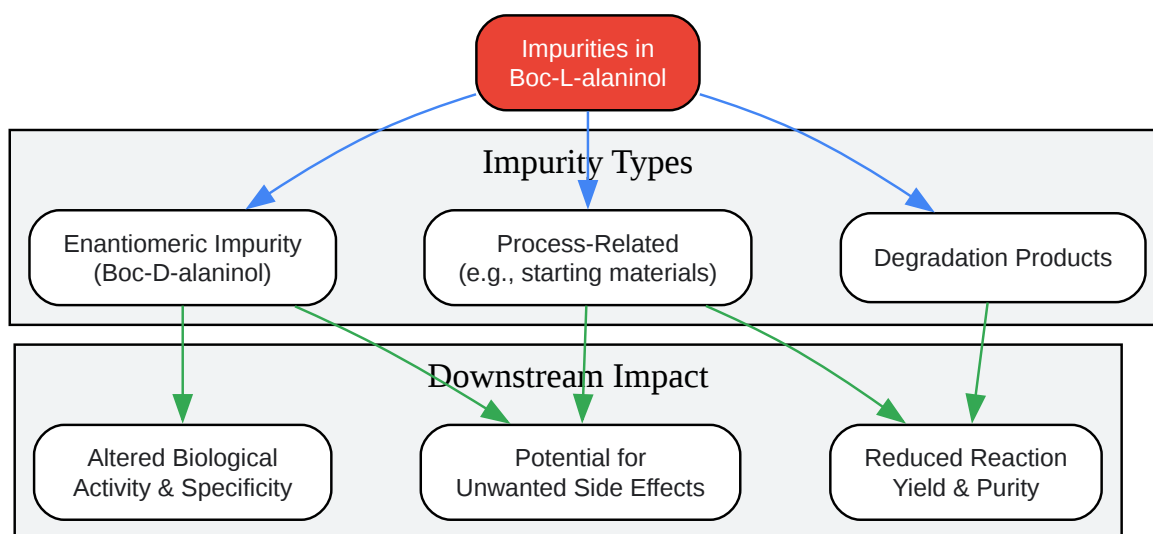 Impurities in
Boc-L-alaninol
Impurity Types
Enantiomeric Impurity
(Boc-D-alaninol)
Process-Related
(e.g., starting materials)
Degradation Products
Downstream Impact
Altered Biological
Activity & Specificity
Potential for
Unwanted Side Effects
Reduced Reaction
Yield & Purity